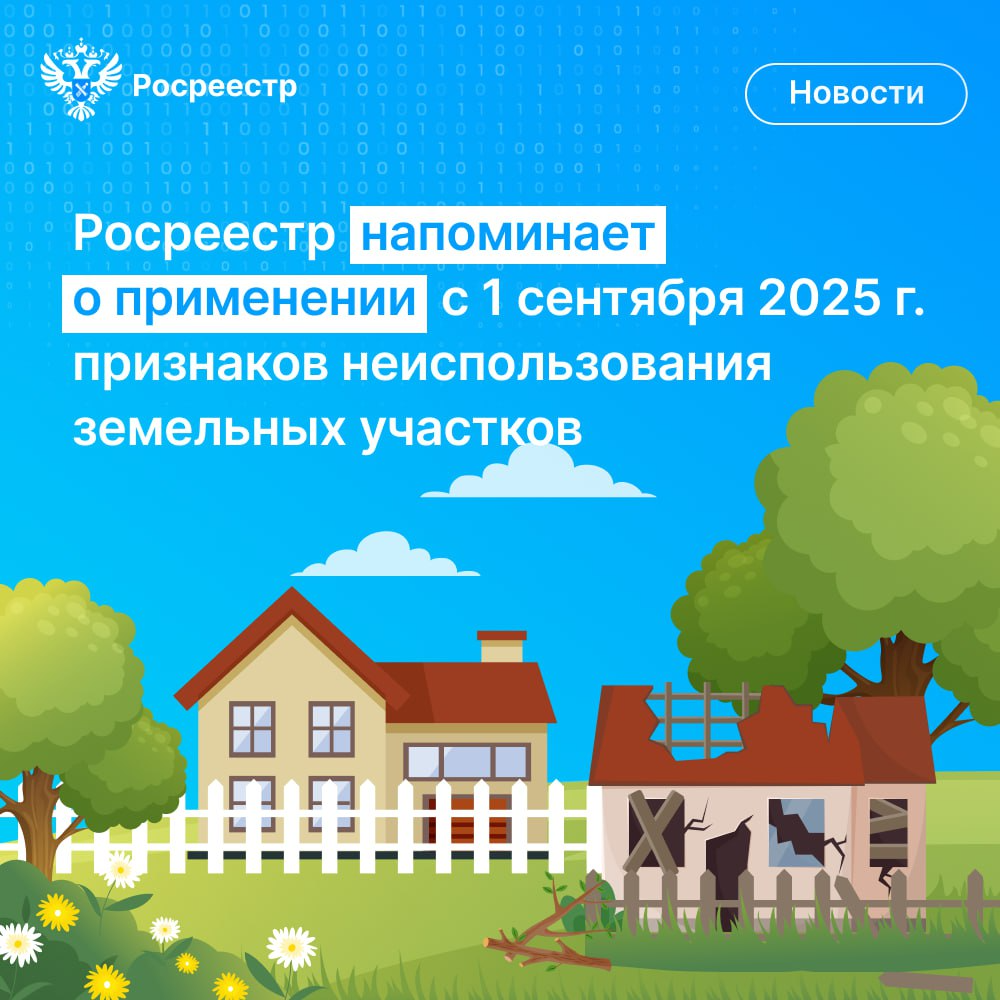 Росреестр
Новости
Росреестр напоминает
о применении с 1 сентября 2025 г.
признаков неиспользования
земельных участков